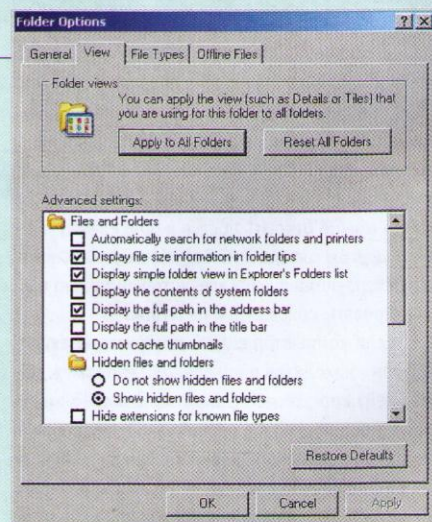 Folder Options
General View File Types Offline Files
Folder views
You can apply the view (such as Details or Tiles) that
you are using for this folder to all folders.
Apply to All Folders Reset All Folders
Advanced settings:
Files and Folders
Automatically search for network folders and printers
Display file size information in folder tips
Display simple folder view in Explorer's Folders list
Display the contents of system folders
Display the full path in the address bar
Display the full path in the title bar
Do not cache thumbnails
Hidden files and folders
Do not show hidden files and folders
Show hidden files and folders
Hide extensions for known file types
Restore Defaults
OK Cancel Apply